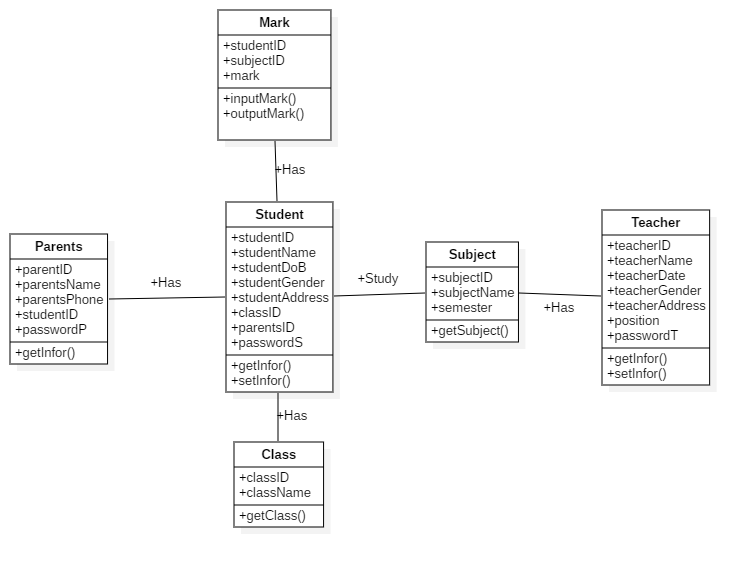 Mark
+studentID
+subjectID
+mark
+inputMark()
+outputMark()
+Has
Student
+studentID
+studentName
+studentDoB
+studentGender
+studentAddress
+classID
+parentsID
+passwordS
+getInfor()
+setInfor()
Parents
+parentID
+parentsName
+parentsPhone
+studentID
+passwordP
+getInfor()
+Has
+Study
Subject
+subjectID
+subjectName
+semester
+getSubject()
+Has
Teacher
+teacherID
+teacherName
+teacherDate
+teacherGender
+teacherAddress
+position
+passwordT
+getInfor()
+setInfor()
+Has
Class
+classID
+className
+getClass()